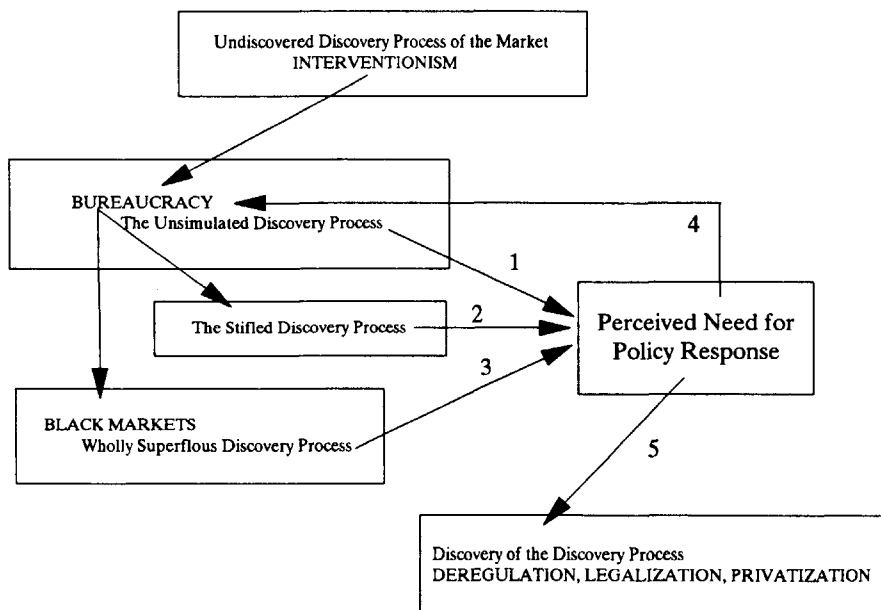 Undiscovered Discovery Process of the Market
INTERVENTIONISM
BUREAUCRACY
The Unsimulated Discovery Process
4
1
The Stifled Discovery Process
2
Perceived Need for
Policy Response
3
BLACK MARKETS
Wholly Superflous Discovery Process
5
Discovery of the Discovery Process
DEREGULATION, LEGALIZATION, PRIVATIZATION